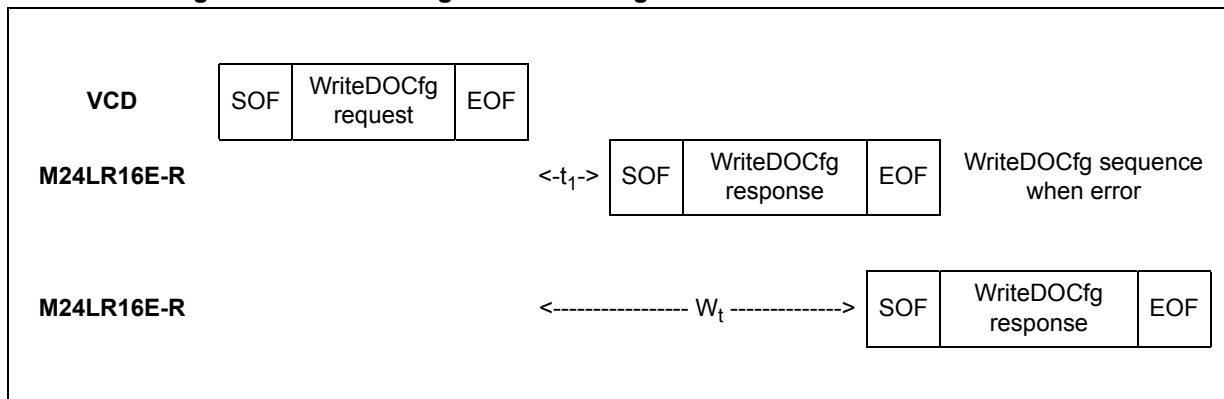 VCD SOF WriteDOCfg request EOF
M24LR16E-R <-t1-> SOF WriteDOCfg response EOF WriteDOCfg sequence when error
M24LR16E-R <----------------- Wt --------------> SOF WriteDOCfg response EOF